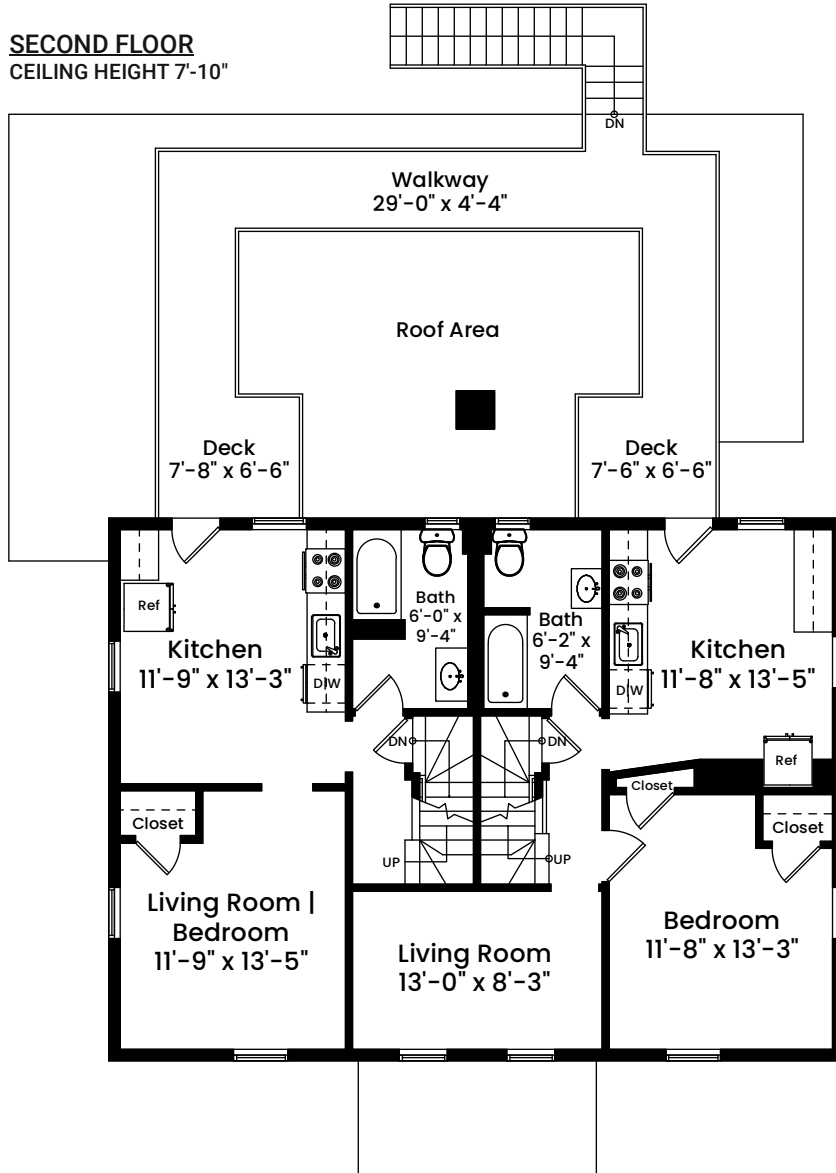 SECOND FLOOR
CEILING HEIGHT 7'-10"
DN
Walkway
29'-0" x 4'-4"
Roof Area
Deck
7'-8" x 6'-6"
Deck
7'-6" x 6'-6"
Ref
Kitchen
11'-9" x 13'-3"
D/W
Bath
6'-0" x
9'-4"
Bath
6'-2" x
9'-4"
D/W
Kitchen
11'-8" x 13'-5"
Ref
DN
DN
Closet
Closet
Closet
UP
UP
Living Room |
Bedroom
11'-9" x 13'-5"
Living Room
13'-0" x 8'-3"
Bedroom
11'-8" x 13'-3"